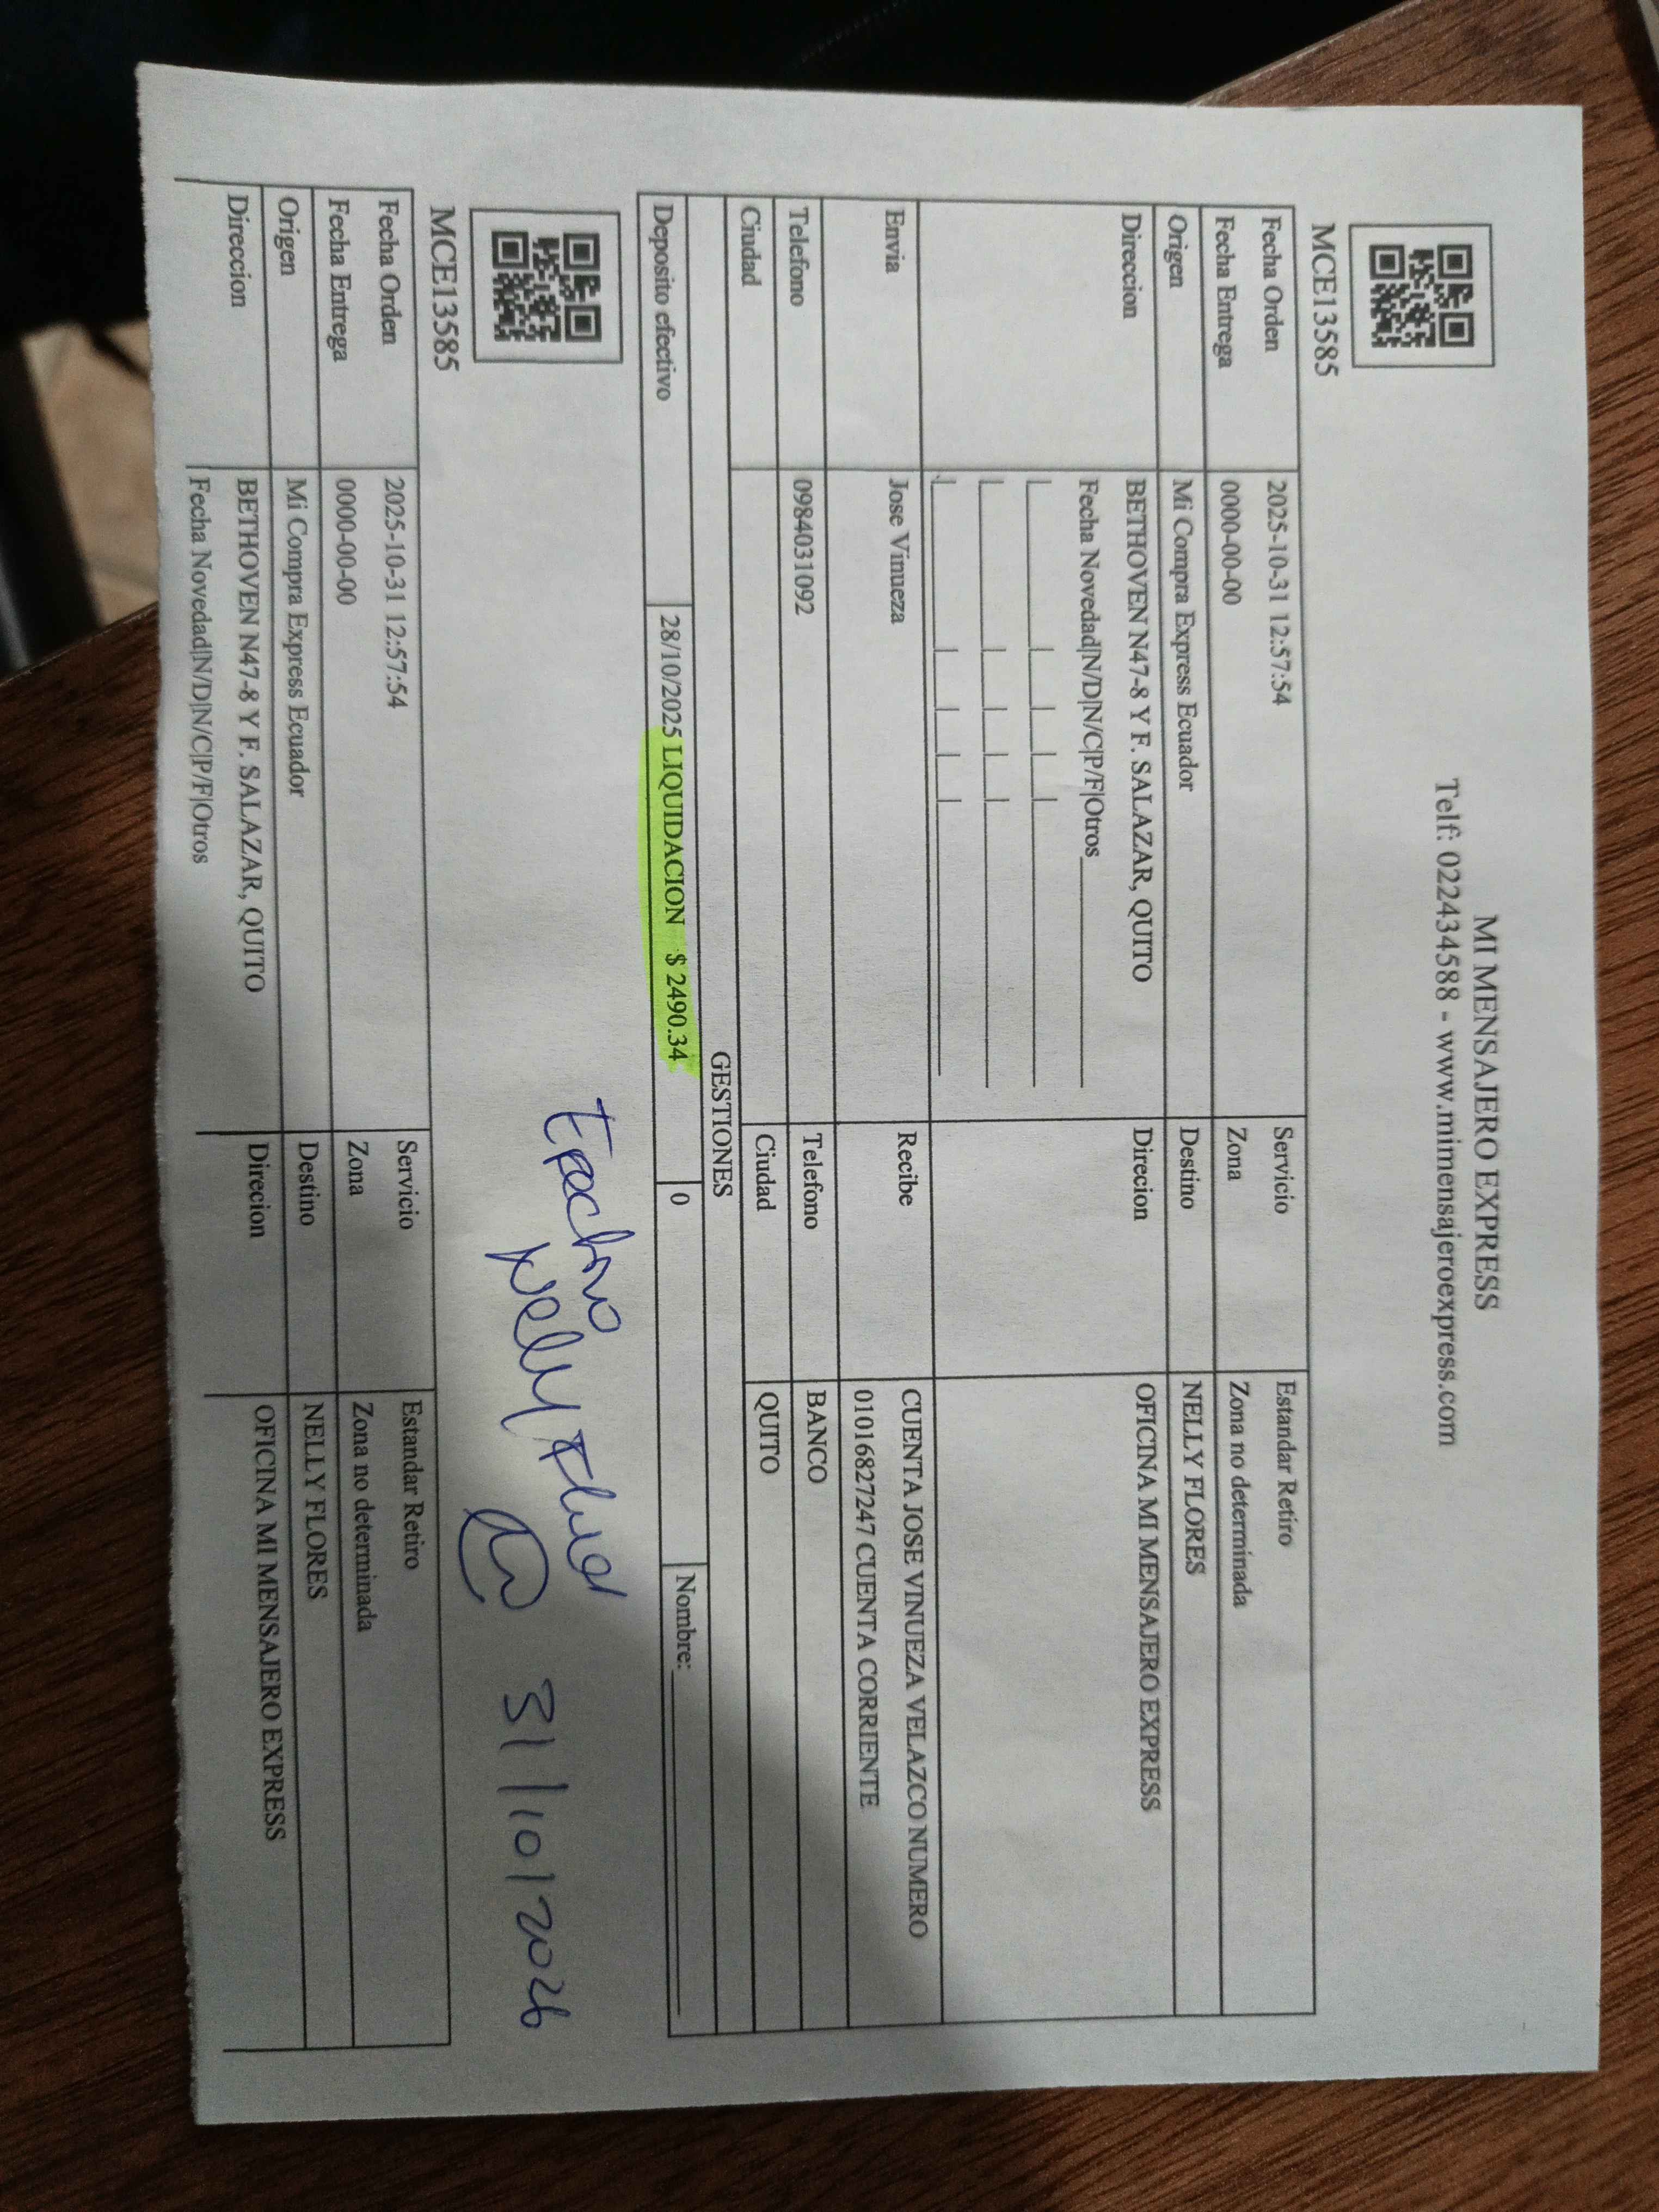 MI MENSAJERO EXPRESS
Telf: 022434588 - www.mimensajeroexpress.com
MCE13585
Fecha Orden 2025-10-31 12:57:54 Servicio Estandar Retiro
Fecha Entrega 0000-00-00 Zona Zona no determinada
Origen Mi Compra Express Ecuador Destino NELLY FLORES
Direccion BETHOVEN N47-8 Y F. SALAZAR, QUITO Direcion OFICINA MI MENSAJERO EXPRESS
Fecha Novedad|N/D|N/C|P/F|Otros
Envia Jose Vinueza Recibe CUENTA JOSE VINUEZA VELAZCO NUMERO
01016827247 CUENTA CORRIENTE
Telefono 0984031092 Telefono BANCO
Ciudad Ciudad QUITO
GESTIONES
Deposito efectivo 28/10/2025 LIQUIDACION $ 2490.34 0 Nombre:
Nelly
31/10/2026
MCE13585
Fecha Orden 2025-10-31 12:57:54 Servicio Estandar Retiro
Fecha Entrega 0000-00-00 Zona Zona no determinada
Origen Mi Compra Express Ecuador Destino NELLY FLORES
Direccion BETHOVEN N47-8 Y F. SALAZAR, QUITO Direcion OFICINA MI MENSAJERO EXPRESS
Fecha Novedad|N/D|N/C|P/F|Otros